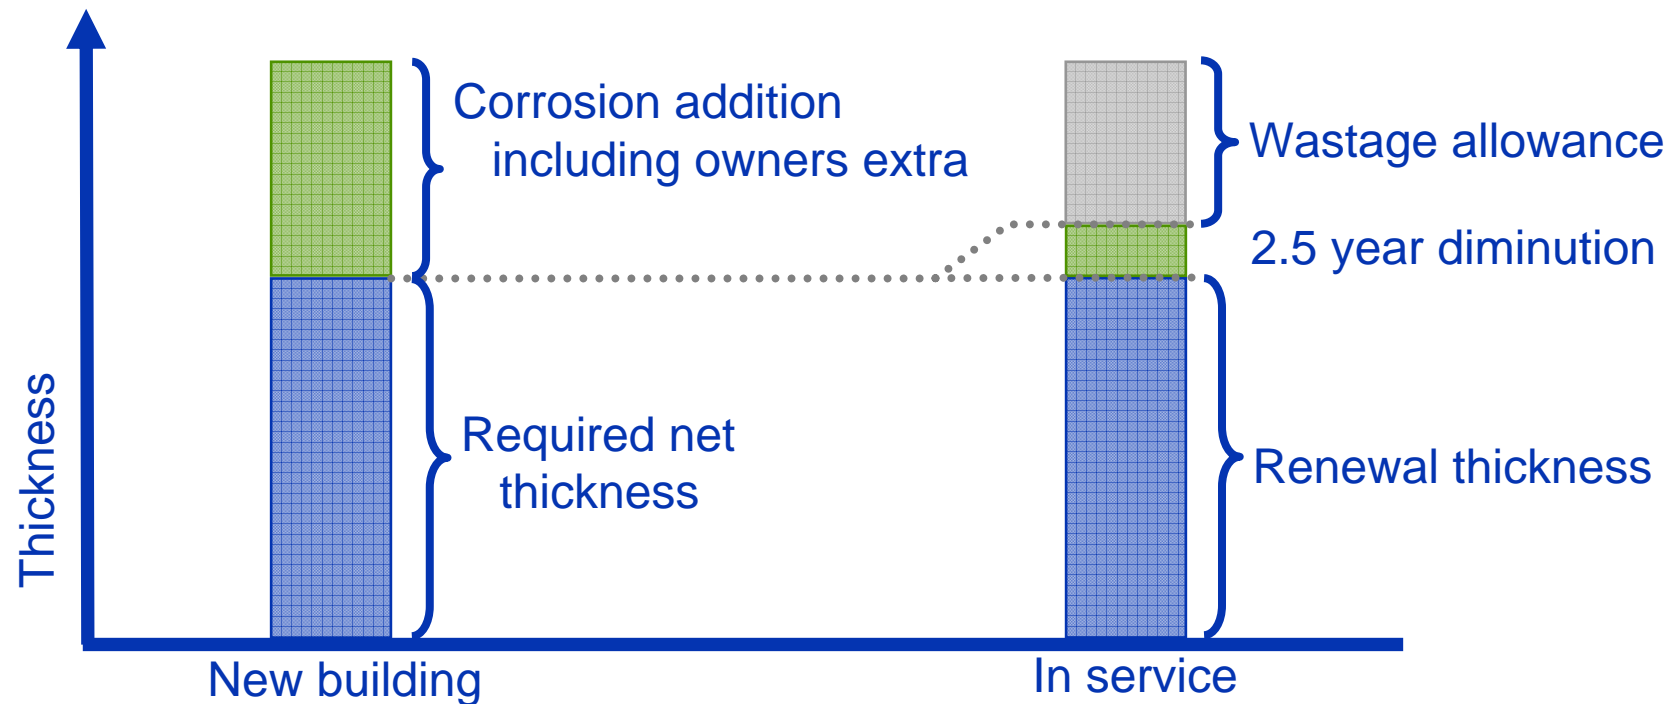 Thickness
Corrosion addition
including owners extra
Required net
thickness
New building
Wastage allowance
2.5 year diminution
Renewal thickness
In service